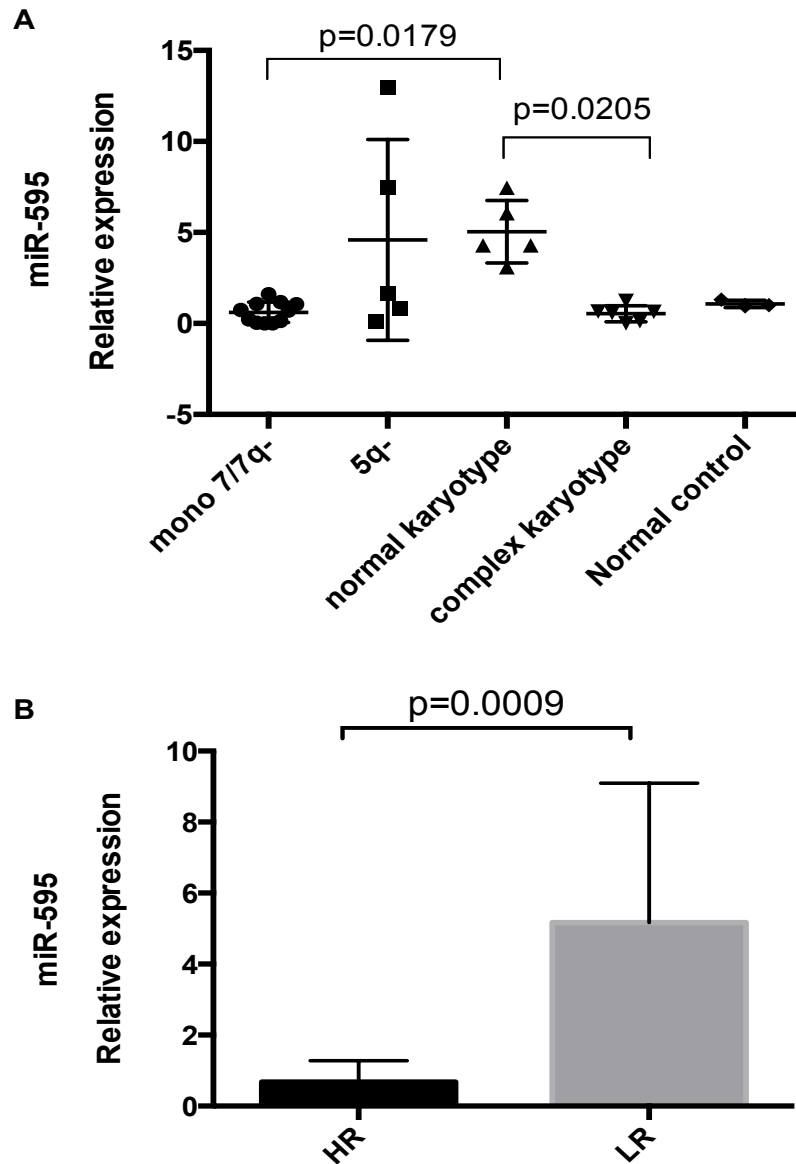 A
p=0.0179
p=0.0205
miR-595
Relative expression
15
10
5
0
-5
mono 7/7q-
5q-
normal karyotype
complex karyotype
Normal control
B
p=0.0009
miR-595
Relative expression
10
8
6
4
2
0
HR
LR